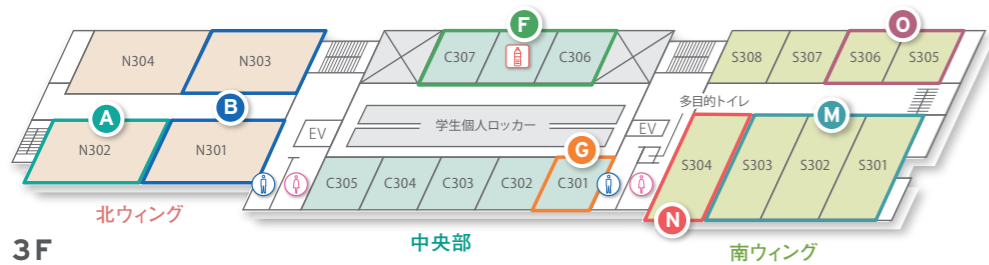 F
O
N304
N303
C307
C306
S308
S307
S306
S305
A
B
多目的トイレ
M
EV
学生個人ロッカー
EV
N302
N301
G
C305
C304
C303
C302
C301
S304
S303
S302
S301
N
北ウィング
中央部
南ウィング
3F